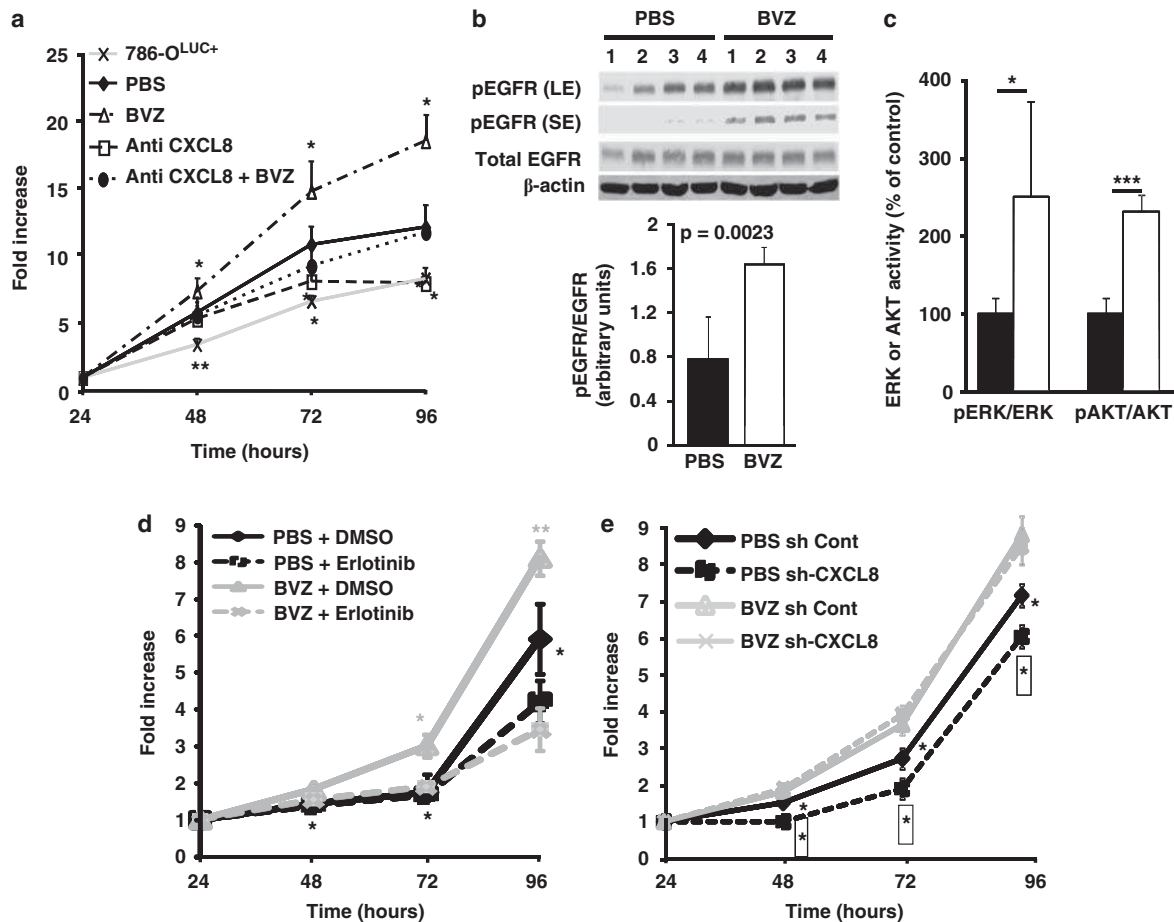 a
786-O^LUC+
PBS
BVZ
Anti CXCL8
Anti CXCL8 + BVZ
Fold increase
25
20
15
10
5
0
24 48 72 96
Time (hours)
*
*
*
**
*
*
*
*
b
PBS BVZ
1 2 3 4 1 2 3 4
pEGFR (LE)
pEGFR (SE)
Total EGFR
β-actin
pEGFR/EGFR
(arbitrary units)
2
1.6
1.2
0.8
0.4
0
p = 0.0023
PBS BVZ
c
ERK or AKT activity (% of control)
400
300
200
100
0
*
***
pERK/ERK pAKT/AKT
d
PBS + DMSO
PBS + Erlotinib
BVZ + DMSO
BVZ + Erlotinib
Fold increase
9
8
7
6
5
4
3
2
1
0
24 48 72 96
Time (hours)
**
*
*
*
*
e
PBS sh Cont
PBS sh-CXCL8
BVZ sh Cont
BVZ sh-CXCL8
Fold increase
9
8
7
6
5
4
3
2
1
0
24 48 72 96
Time (hours)
*
*
*
*
*
*